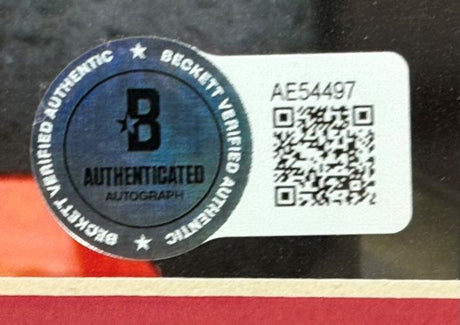 BECKETT VERIFIED AUTHENTIC
BECKETT VERIFIED AUTHENTIC
B
AUTHENTICATED
AUTOGRAPH
AE54497